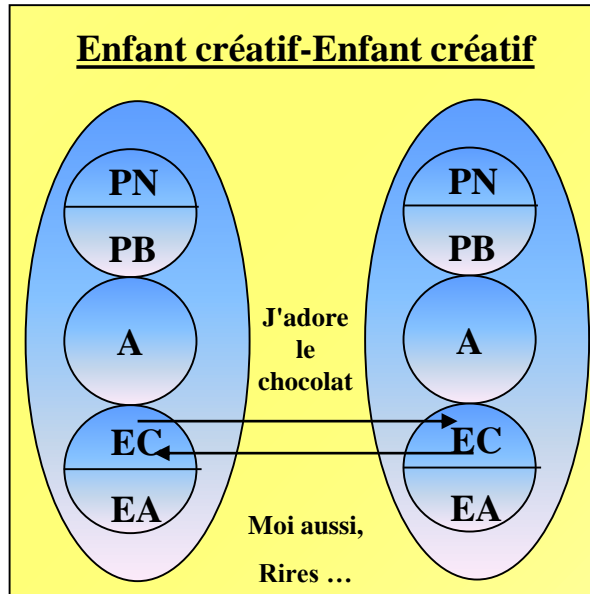 Enfant créatif-Enfant créatif
PN
PB
A
EC
EA
J'adore
le
chocolat
Moi aussi,
Rires ...
PN
PB
A
EC
EA